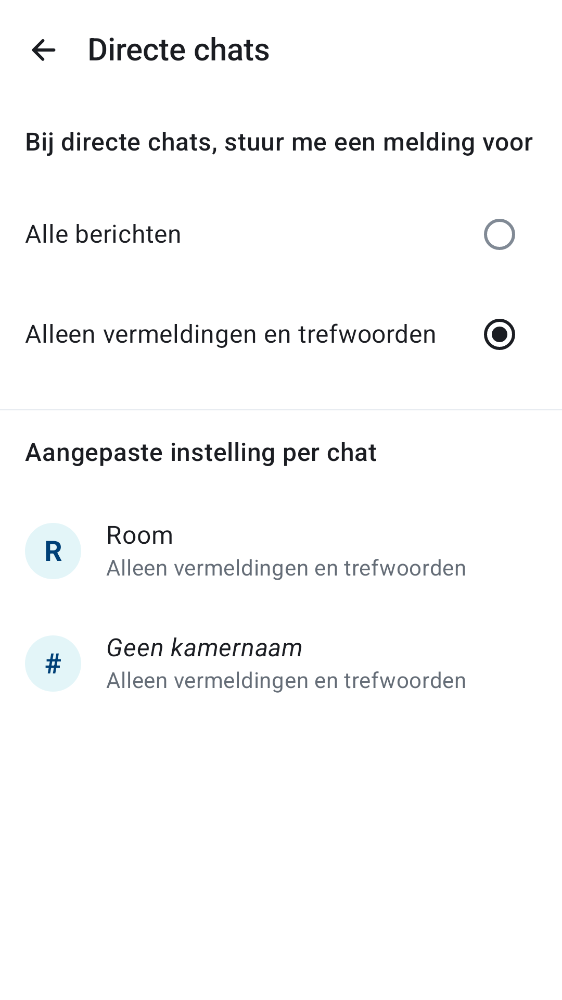 Directe chats
Bij directe chats, stuur me een melding voor
Alle berichten
Alleen vermeldingen en trefwoorden
Aangepaste instelling per chat
R
Room
Alleen vermeldingen en trefwoorden
#
Geen kamernaam
Alleen vermeldingen en trefwoorden